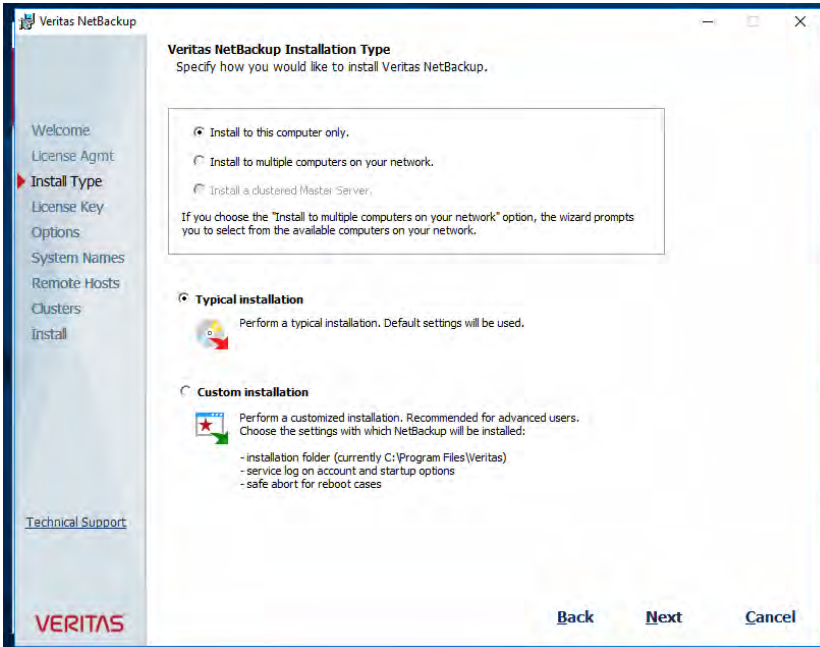 Veritas NetBackup
Veritas NetBackup Installation Type
Specify how you would like to install Veritas NetBackup.
Welcome
License Agmt
Install Type
License Key
Options
System Names
Remote Hosts
Clusters
Install
Technical Support
VERITAS
Install to this computer only.
Install to multiple computers on your network.
Install a clustered Master Server.
If you choose the "Install to multiple computers on your network" option, the wizard prompts
you to select from the available computers on your network.
Typical installation
Perform a typical installation. Default settings will be used.
Custom installation
Perform a customized installation. Recommended for advanced users.
Choose the settings with which NetBackup will be installed:
- installation folder (currently C:\Program Files\Veritas)
- service log on account and startup options
- safe abort for reboot cases
Back Next Cancel